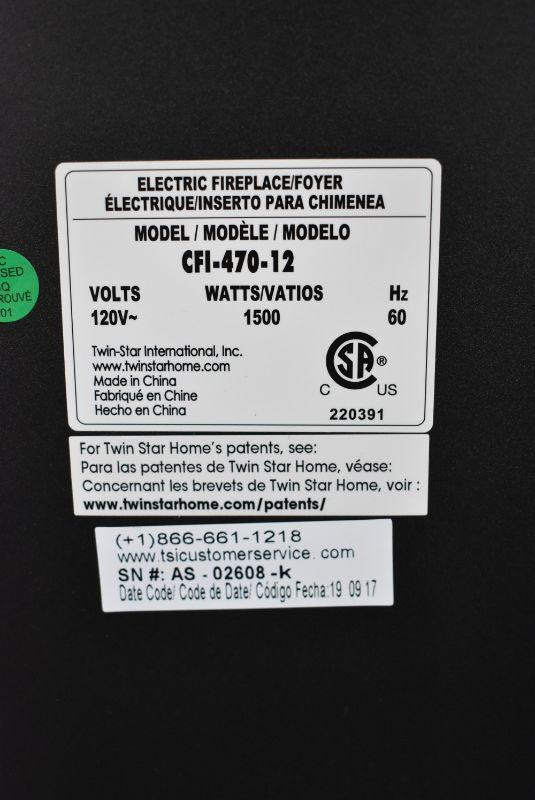 ELECTRIC FIREPLACE/FOYER
ÉLECTRIQUE/INSERTO PARA CHIMENEA
MODEL / MODÈLE / MODELO
CFI-470-12
VOLTS WATTS/VATIOS Hz
120V~ 1500 60
Twin-Star International, Inc.
www.twinstarhome.com
Made in China
Fabriqué en Chine
Hecho en China
C SA ® US
220391
C
SED
Q
ROUVÉ
01
For Twin Star Home's patents, see:
Para las patentes de Twin Star Home, véase:
Concernant les brevets de Twin Star Home, voir :
www.twinstarhome.com/patents/
(+1)866-661-1218
www.tsicustomerservice. com
SN #: AS - 02608 -k
Date Code/ Code de Date/ Código Fecha:19 09 17